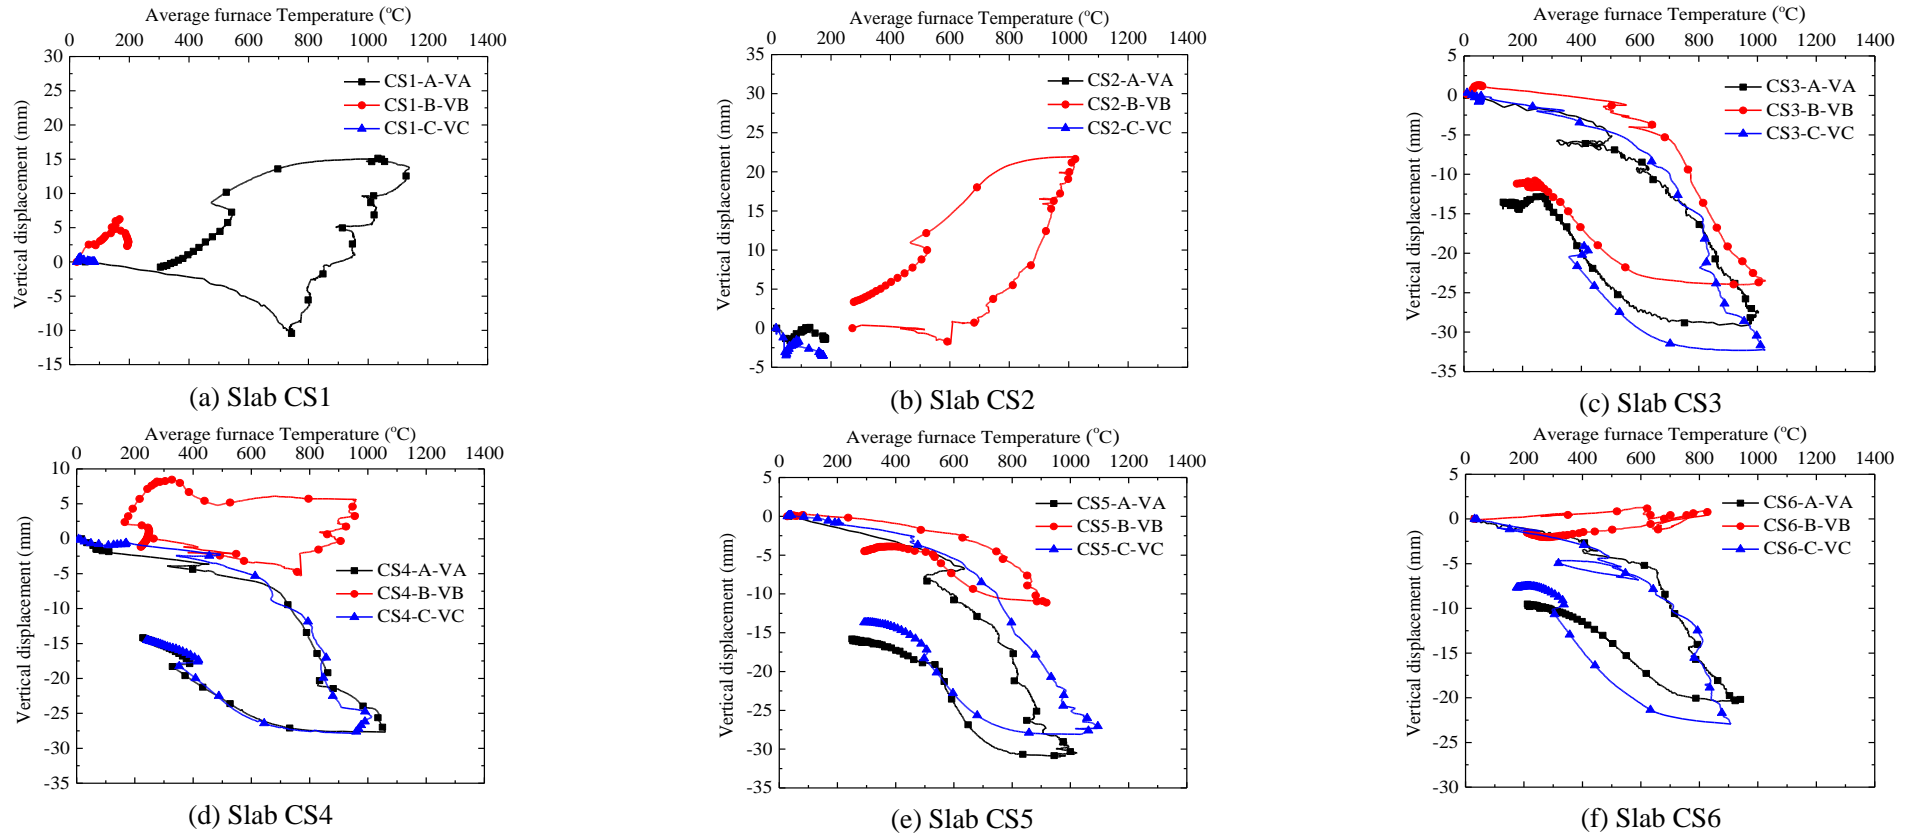 Average furnace Temperature (°C)
0 200 400 600 800 1000 1200 1400
30
25
20
15
10
5
0
-5
-10
-15
Vertical displacement (mm)
CS1-A-VA
CS1-B-VB
CS1-C-VC
(a) Slab CS1
Average furnace Temperature (°C)
0 200 400 600 800 1000 1200 1400
35
30
25
20
15
10
5
0
-5
Vertical displacement (mm)
CS2-A-VA
CS2-B-VB
CS2-C-VC
(b) Slab CS2
Average furnace Temperature (°C)
0 200 400 600 800 1000 1200 1400
5
0
-5
-10
-15
-20
-25
-30
-35
Vertical displacement (mm)
CS3-A-VA
CS3-B-VB
CS3-C-VC
(c) Slab CS3
Average furnace Temperature (°C)
0 200 400 600 800 1000 1200 1400
10
5
0
-5
-10
-15
-20
-25
-30
-35
Vertical displacement (mm)
CS4-A-VA
CS4-B-VB
CS4-C-VC
(d) Slab CS4
Average furnace Temperature (°C)
0 200 400 600 800 1000 1200 1400
5
0
-5
-10
-15
-20
-25
-30
-35
Vertical displacement (mm)
CS5-A-VA
CS5-B-VB
CS5-C-VC
(e) Slab CS5
Average furnace Temperature (°C)
0 200 400 600 800 1000 1200 1400
5
0
-5
-10
-15
-20
-25
-30
Vertical displacement (mm)
CS6-A-VA
CS6-B-VB
CS6-C-VC
(f) Slab CS6